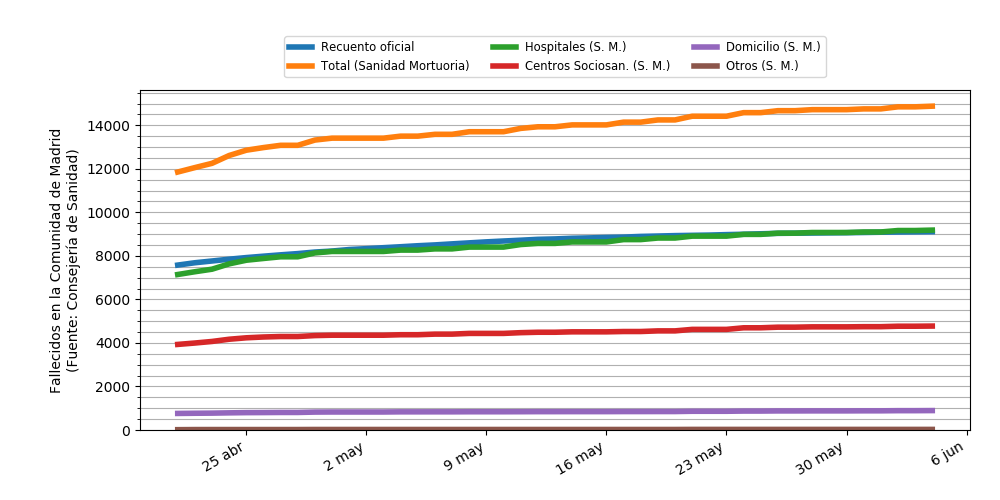 Recuento oficial
Total (Sanidad Mortuoria)
Hospitales (S. M.)
Centros Sociosan. (S. M.)
Domicilio (S. M.)
Otros (S. M.)
Fallecidos en la Comunidad de Madrid
(Fuente: Consejería de Sanidad)
14000
12000
10000
8000
6000
4000
2000
0
25 abr
2 may
9 may
16 may
23 may
30 may
6 jun